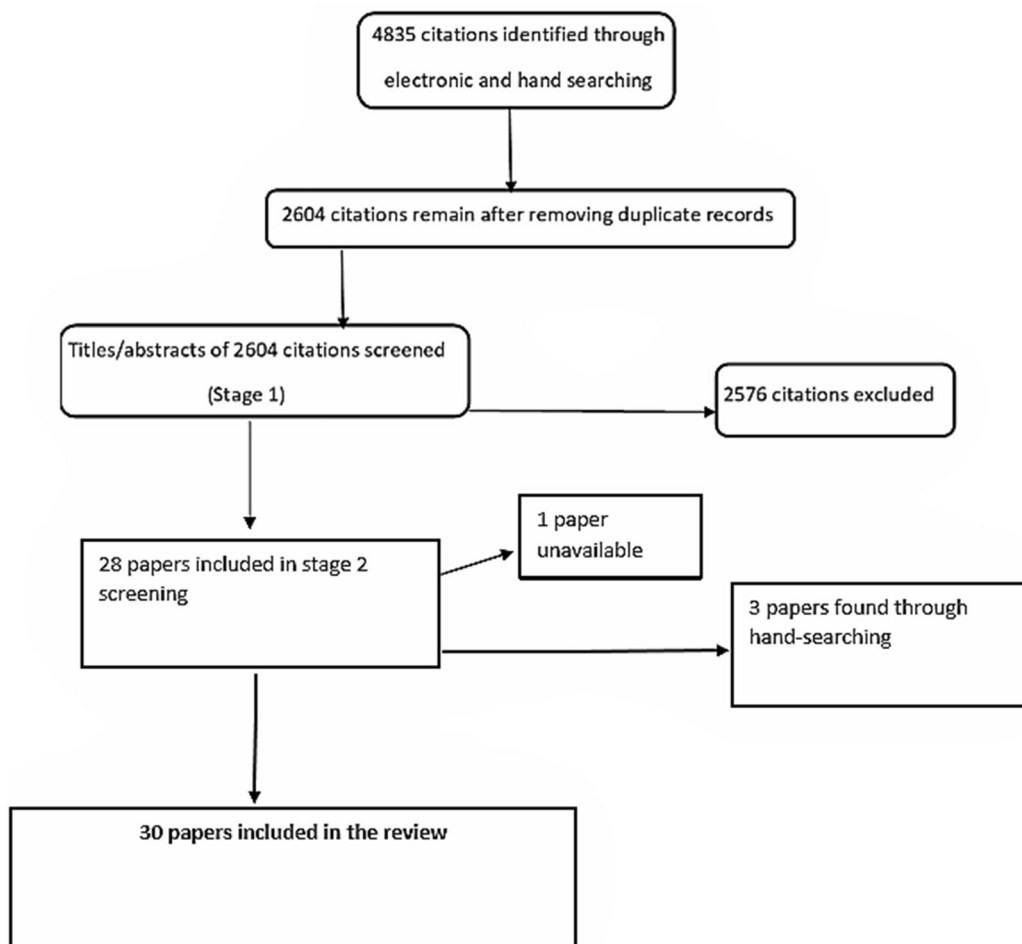 4835 citations identified through
electronic and hand searching
2604 citations remain after removing duplicate records
Titles/abstracts of 2604 citations screened
(Stage 1)
2576 citations excluded
1 paper
unavailable
28 papers included in stage 2
screening
3 papers found through
hand-searching
30 papers included in the review